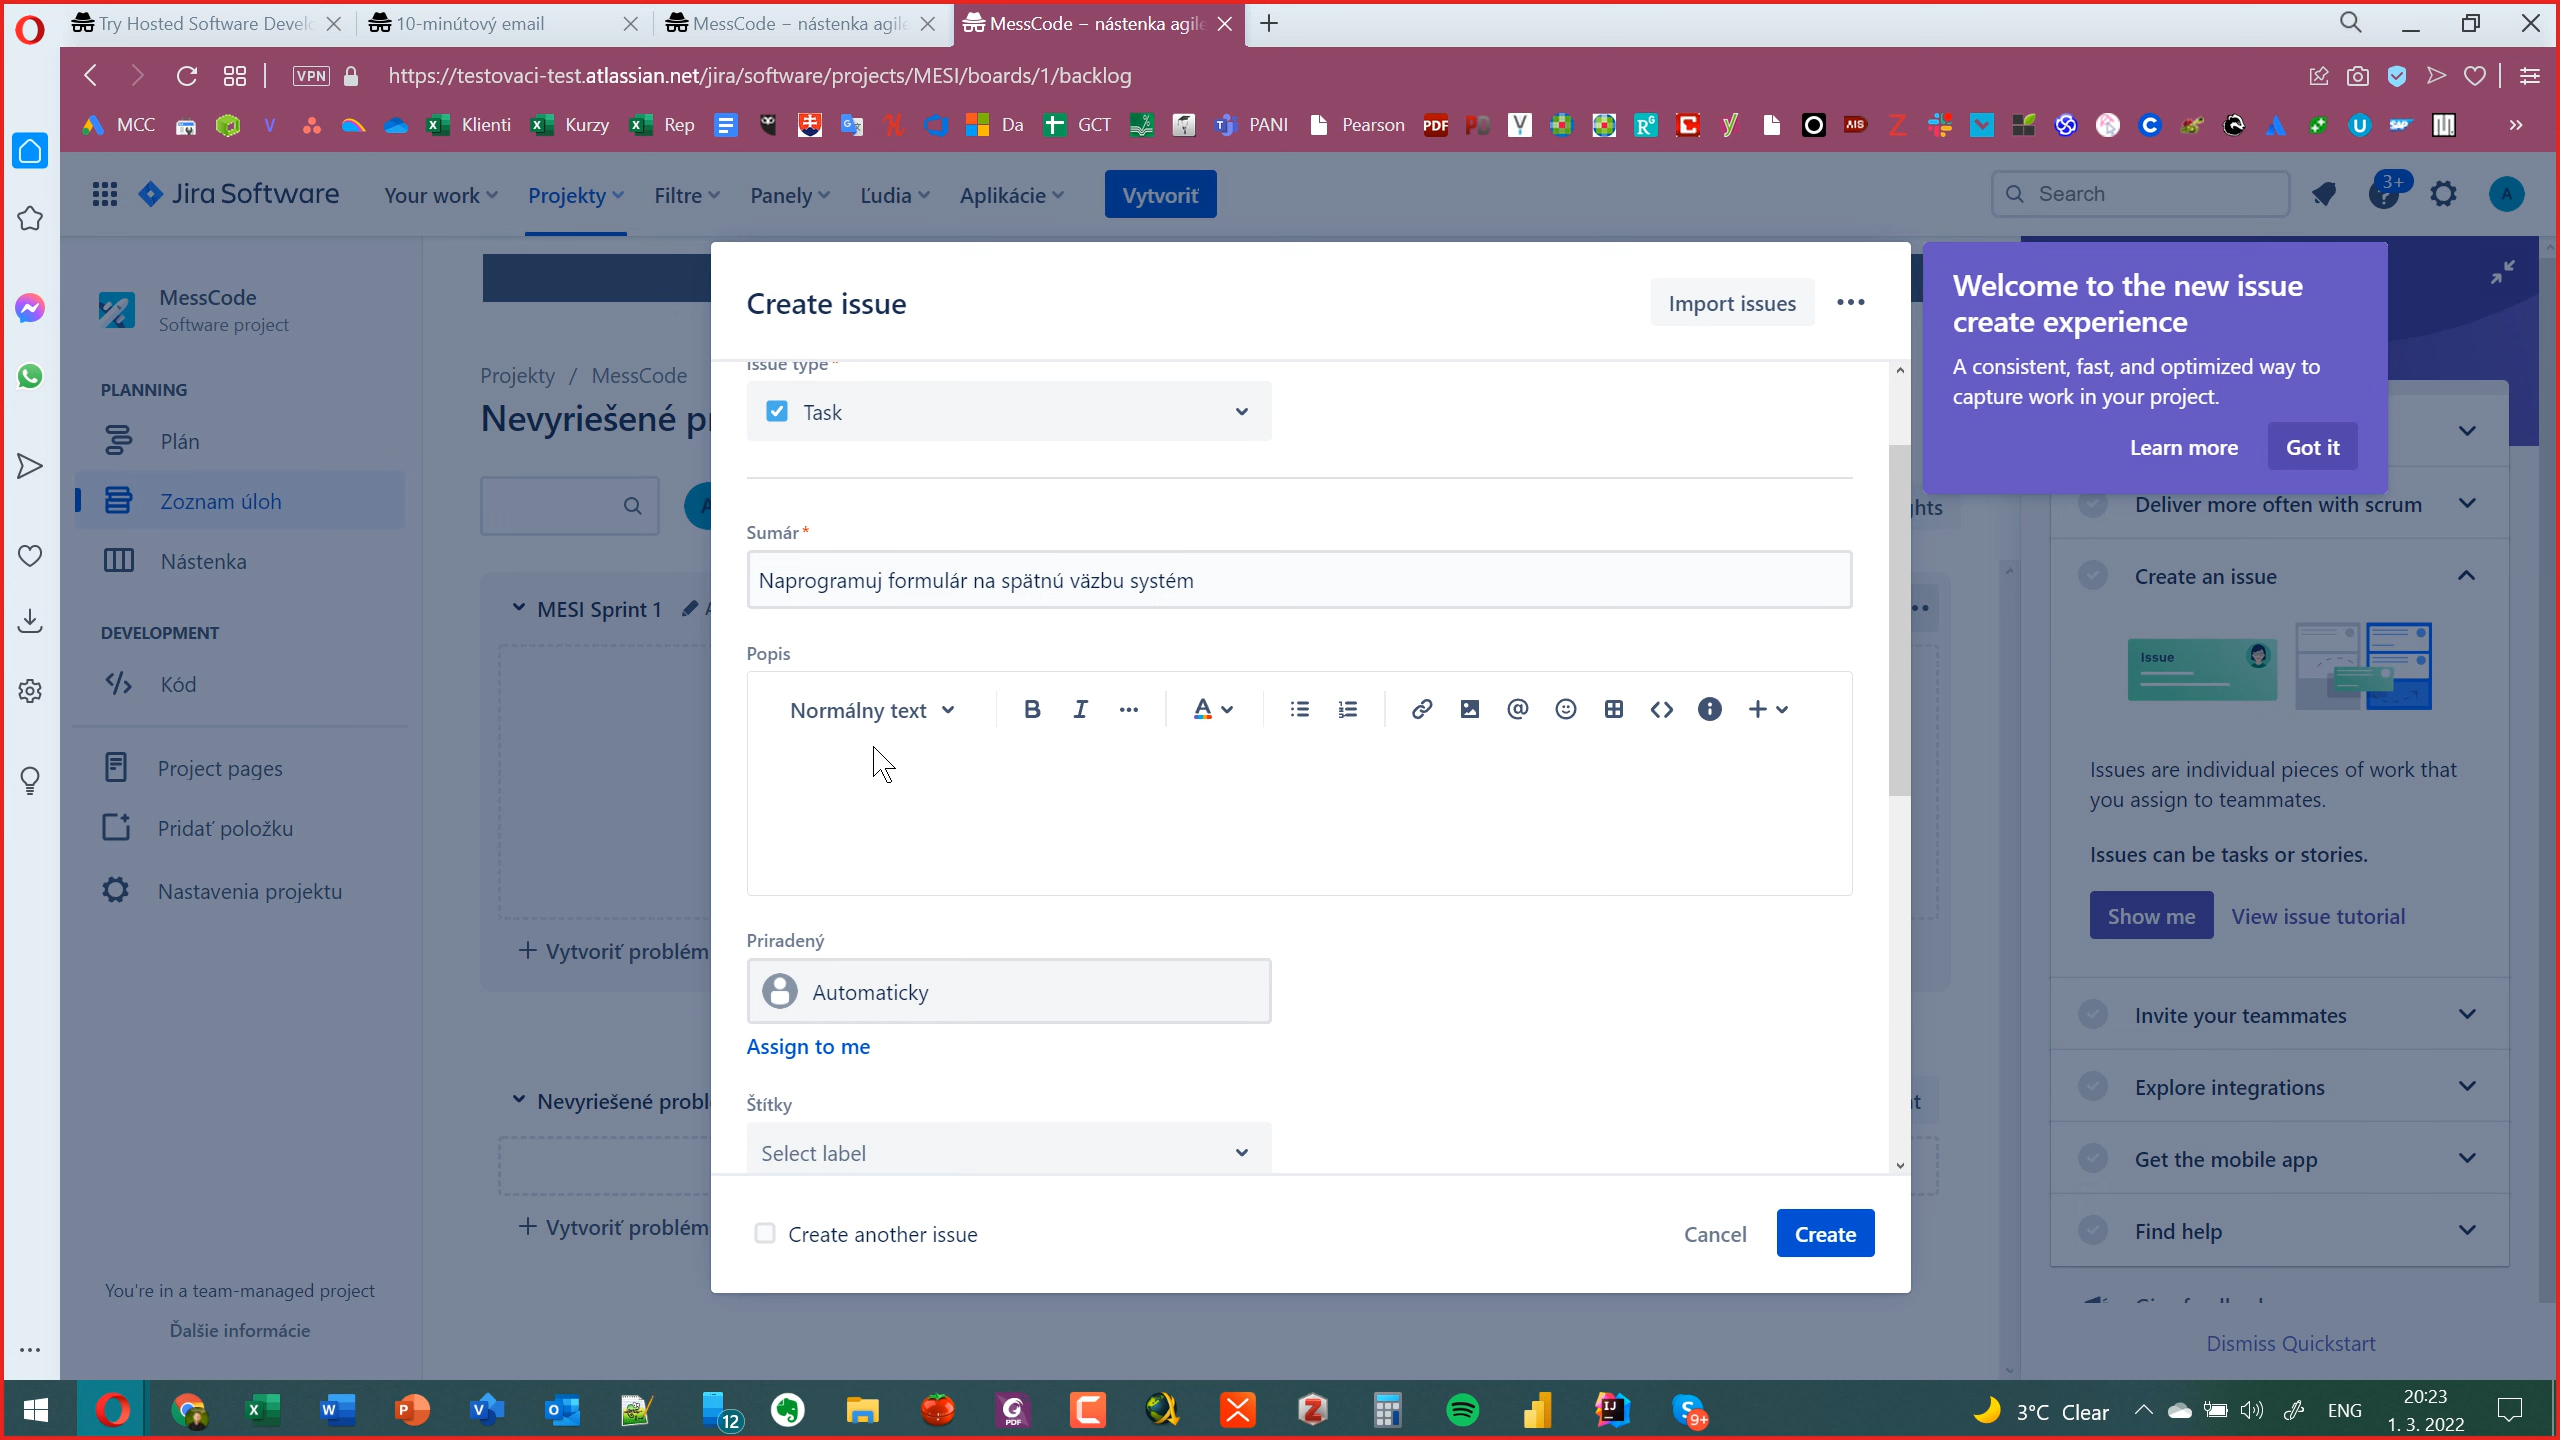 Try Hosted Software Develo
10-minútový email
MessCode – nástenka agile
MessCode – nástenka agile
VPN
https://testovaci-test.atlassian.net/jira/software/projects/MESI/boards/1/backlog
MCC
Klienti
Kurzy
Rep
Da
GCT
PANI
Pearson
PDF
AIS
Jira Software
Your work
Projekty
Filtre
Panely
Ľudia
Aplikácie
Vytvoriť
Search
3+
A
MessCode
Software project
PLANNING
Plán
Zoznam úloh
Nástenka
DEVELOPMENT
Kód
Project pages
Pridať položku
Nastavenia projektu
You're in a team-managed project
Ďalšie informácie
Projekty / MessCode
Nevyriešené p
MESI Sprint 1
+ Vytvoriť problém
Nevyriešené probl
+ Vytvoriť problém
Create issue
Import issues
Issue type *
Task
Sumár *
Naprogramuj formulár na spätnú väzbu systém
Popis
Normálny text
Priradený
Automaticky
Assign to me
Štítky
Select label
Create another issue
Cancel
Create
Welcome to the new issue
create experience
A consistent, fast, and optimized way to
capture work in your project.
Learn more
Got it
Deliver more often with scrum
Create an issue
Issue
Issues are individual pieces of work that
you assign to teammates.
Issues can be tasks or stories.
Show me
View issue tutorial
Invite your teammates
Explore integrations
Get the mobile app
Find help
Dismiss Quickstart
12
9+
3°C Clear
ENG
20:23
1. 3. 2022